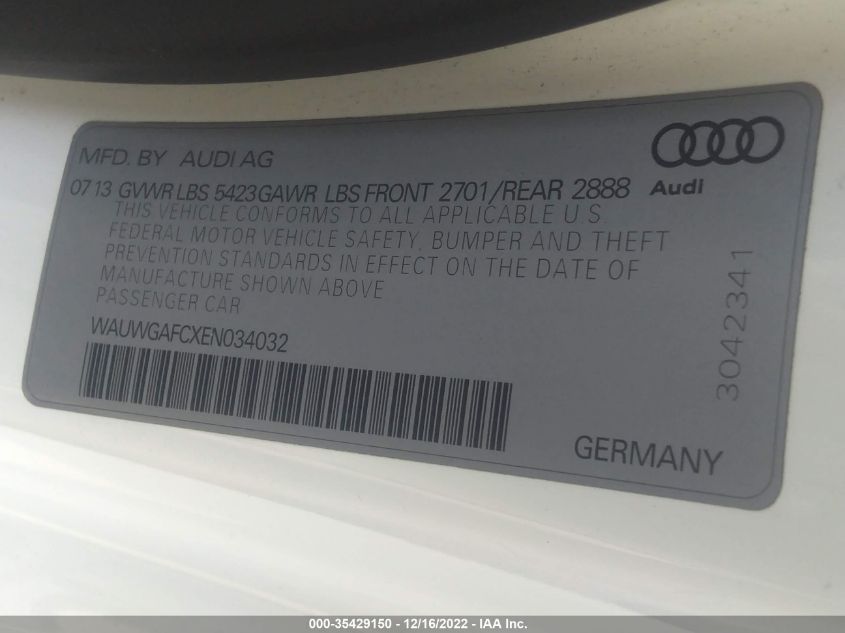 MFD. BY AUDI AG
07 13 GVWR LBS 5423 GAWR LBS FRONT 2701/REAR 2888
Audi
THIS VEHICLE CONFORMS TO ALL APPLICABLE U.S.
FEDERAL MOTOR VEHICLE SAFETY, BUMPER AND THEFT
PREVENTION STANDARDS IN EFFECT ON THE DATE OF
MANUFACTURE SHOWN ABOVE
PASSENGER CAR
WAUWGAFCXEN034032
3042341
GERMANY
000-35429150 - 12/16/2022 - IAA Inc.